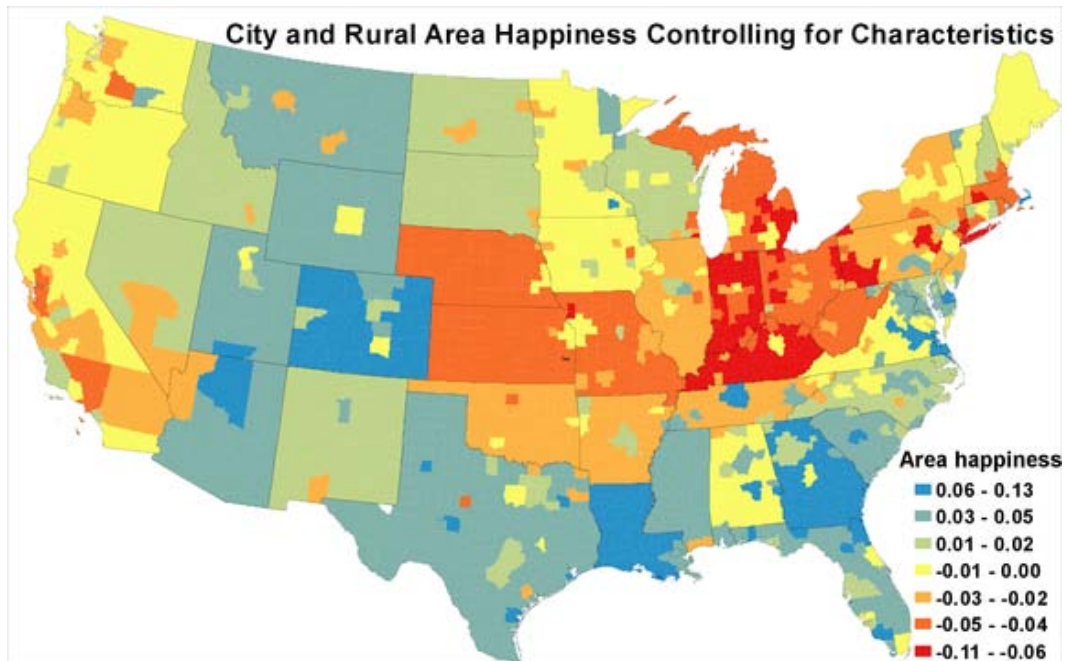 City and Rural Area Happiness Controlling for Characteristics
Area happiness
0.06 - 0.13
0.03 - 0.05
0.01 - 0.02
-0.01 - 0.00
-0.03 - -0.02
-0.05 - -0.04
-0.11 - -0.06